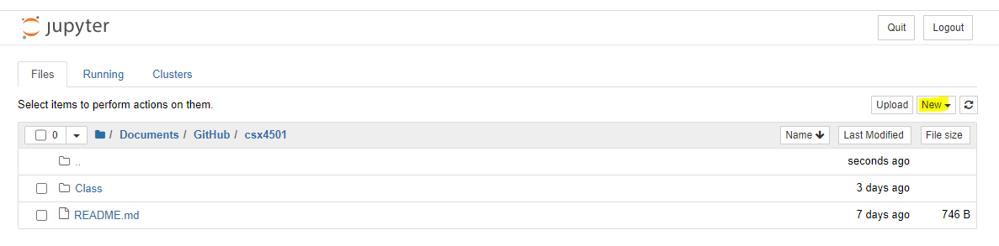 jupyter Quit Logout
Files Running Clusters
Select items to perform actions on them. Upload New
0 / Documents / GitHub / csx4501 Name Last Modified File size
.. seconds ago
Class 3 days ago
README.md 7 days ago 746 B